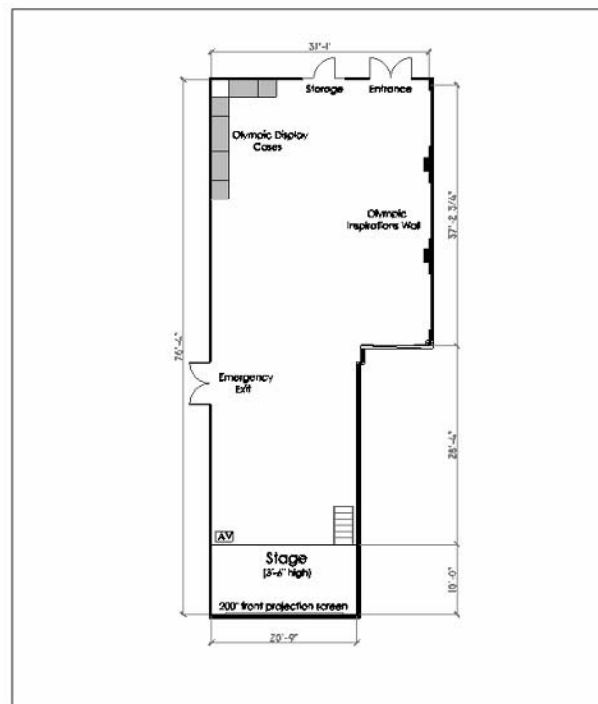 31'-1"
Storage
Entrance
Olympic Display
Cases
37'-2 3/4"
Olympic
Inspirations Wall
76'-4"
Emergency
Exit
28'-4"
AV
Stage
(3'-6" high)
10'-0"
200" front projection screen
20'-9"